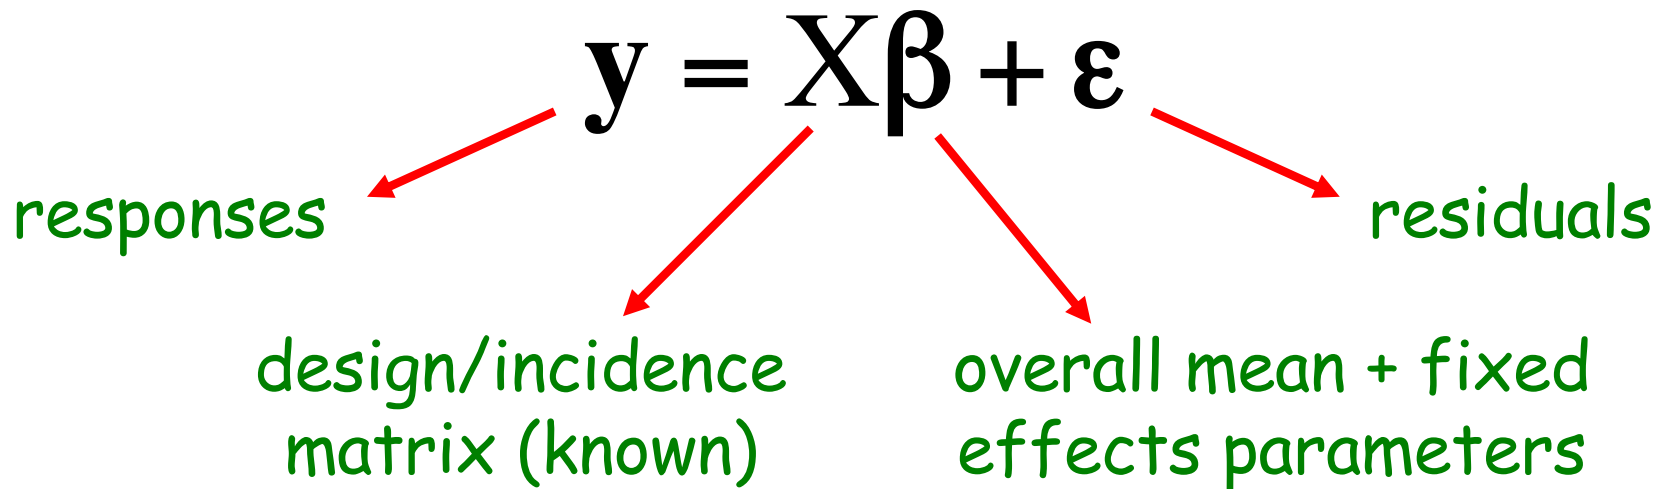 y = Xβ + ε
responses
residuals
design/incidence
matrix (known)
overall mean + fixed
effects parameters